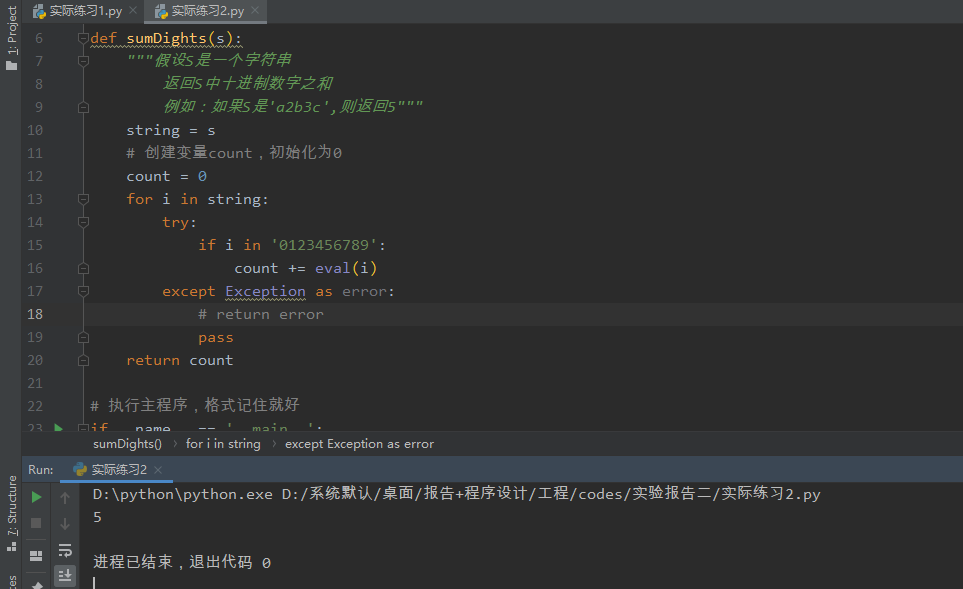 实际练习1.py × 实际练习2.py ×
1: Project
6 def sumDights(s):
7 """假设S是一个字符串
8 返回S中十进制数字之和
9 例如：如果S是'a2b3c',则返回5"""
10 string = s
11 # 创建变量count，初始化为0
12 count = 0
13 for i in string:
14 try:
15 if i in '0123456789':
16 count += eval(i)
17 except Exception as error:
18 # return error
19 pass
20 return count
21
22 # 执行主程序，格式记住就好
23 if __name__ == '__main__':
sumDights() › for i in string › except Exception as error
Run: 实际练习2 ×
7: Structure
D:\python\python.exe D:/系统默认/桌面/报告+程序设计/工程/codes/实验报告二/实际练习2.py
5
进程已结束，退出代码 0